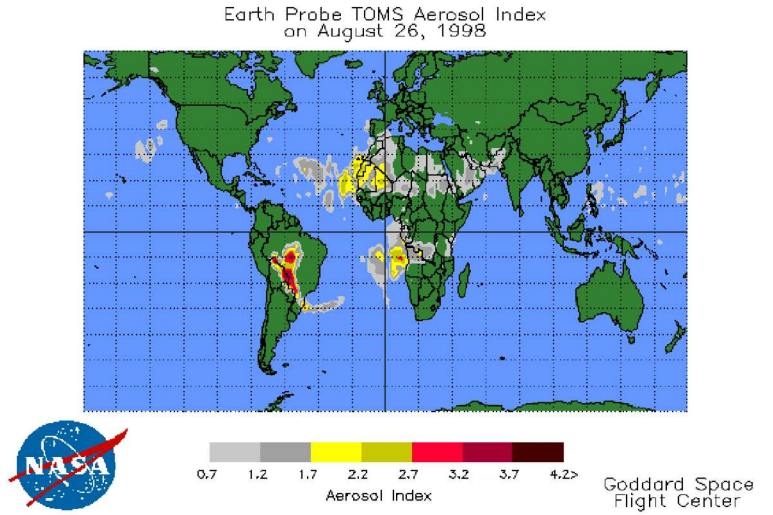 Earth Probe TOMS Aerosol Index
on August 26, 1998
0.7 1.2 1.7 2.2 2.7 3.2 3.7 4.2>
Aerosol Index
NASA
Goddard Space
Flight Center